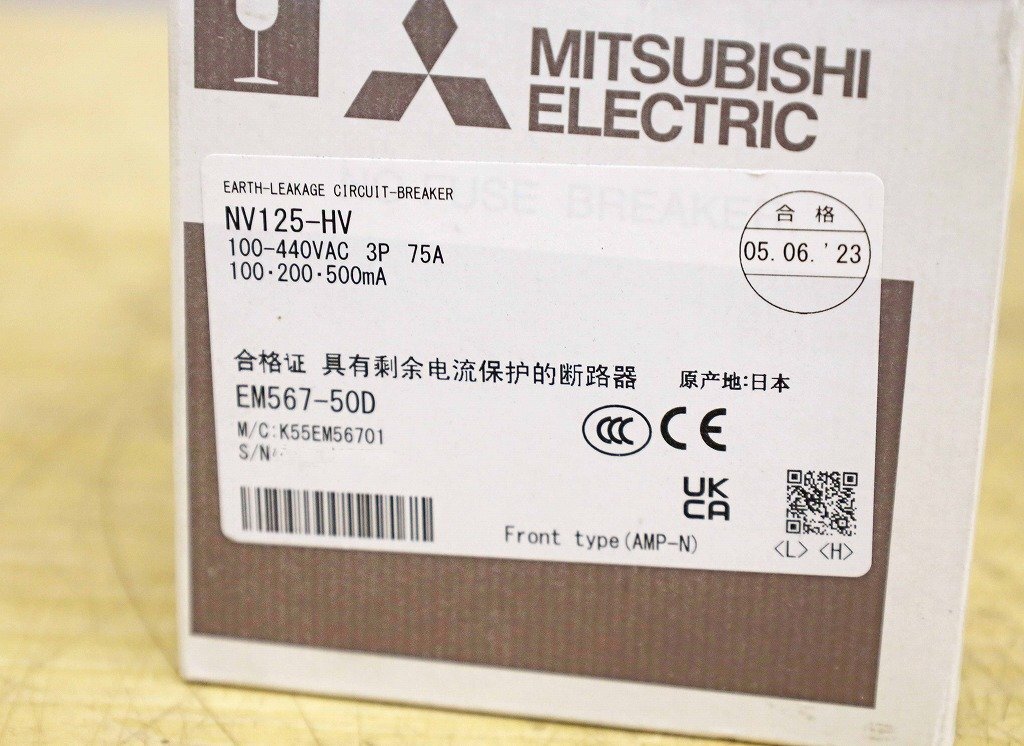 MITSUBISHI
ELECTRIC
EARTH-LEAKAGE CIRCUIT-BREAKER
NV125-HV
100-440VAC 3P 75A
100・200・500mA
合格
05.06.'23
合格证 具有剩余电流保护的断路器 原产地:日本
EM567-50D
M/C:K55EM56701
S/N
CCC CE
UK
CA
Front type(AMP-N)
<L> <H>